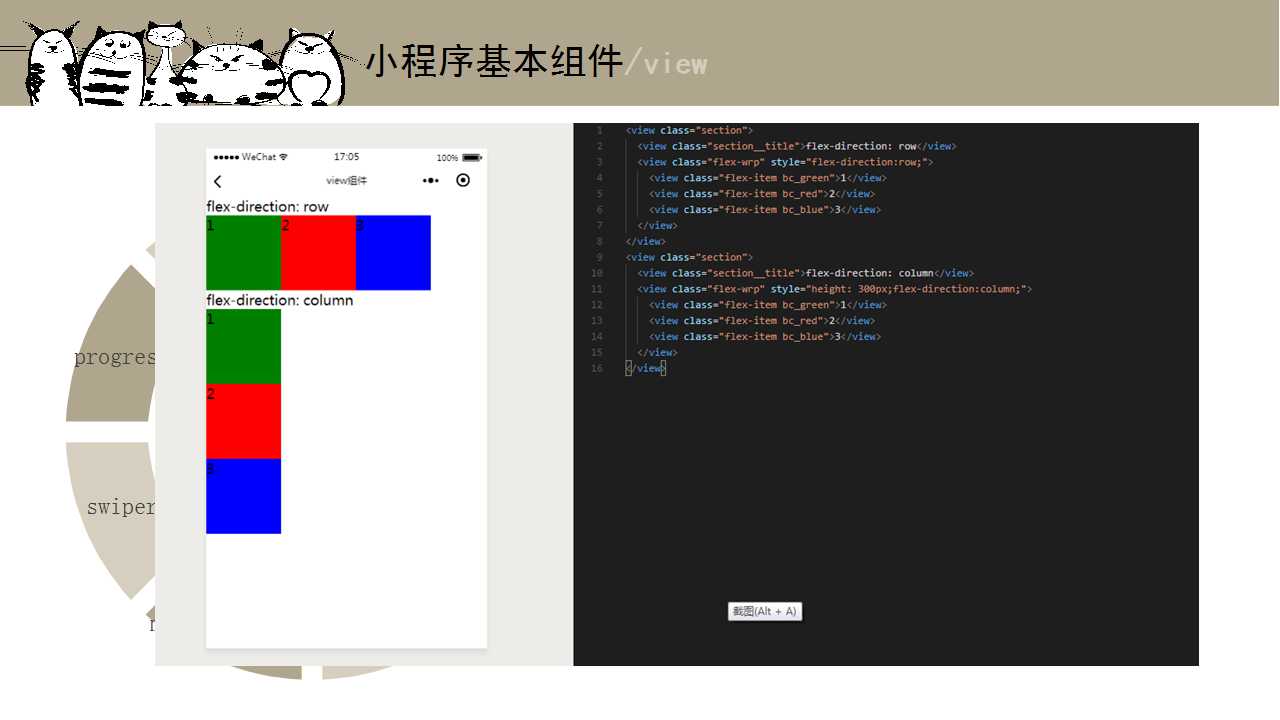 小程序基本组件/view
WeChat 17:05 100%
view组件
flex-direction: row
1 2 3
flex-direction: column
1
2
3
progres
swiper
1 <view class="section">
2 <view class="section__title">flex-direction: row</view>
3 <view class="flex-wrp" style="flex-direction:row;">
4 <view class="flex-item bc_green">1</view>
5 <view class="flex-item bc_red">2</view>
6 <view class="flex-item bc_blue">3</view>
7 </view>
8 </view>
9 <view class="section">
10 <view class="section__title">flex-direction: column</view>
11 <view class="flex-wrp" style="height: 300px;flex-direction:column;">
12 <view class="flex-item bc_green">1</view>
13 <view class="flex-item bc_red">2</view>
14 <view class="flex-item bc_blue">3</view>
15 </view>
16 </view>
截图(Alt + A)